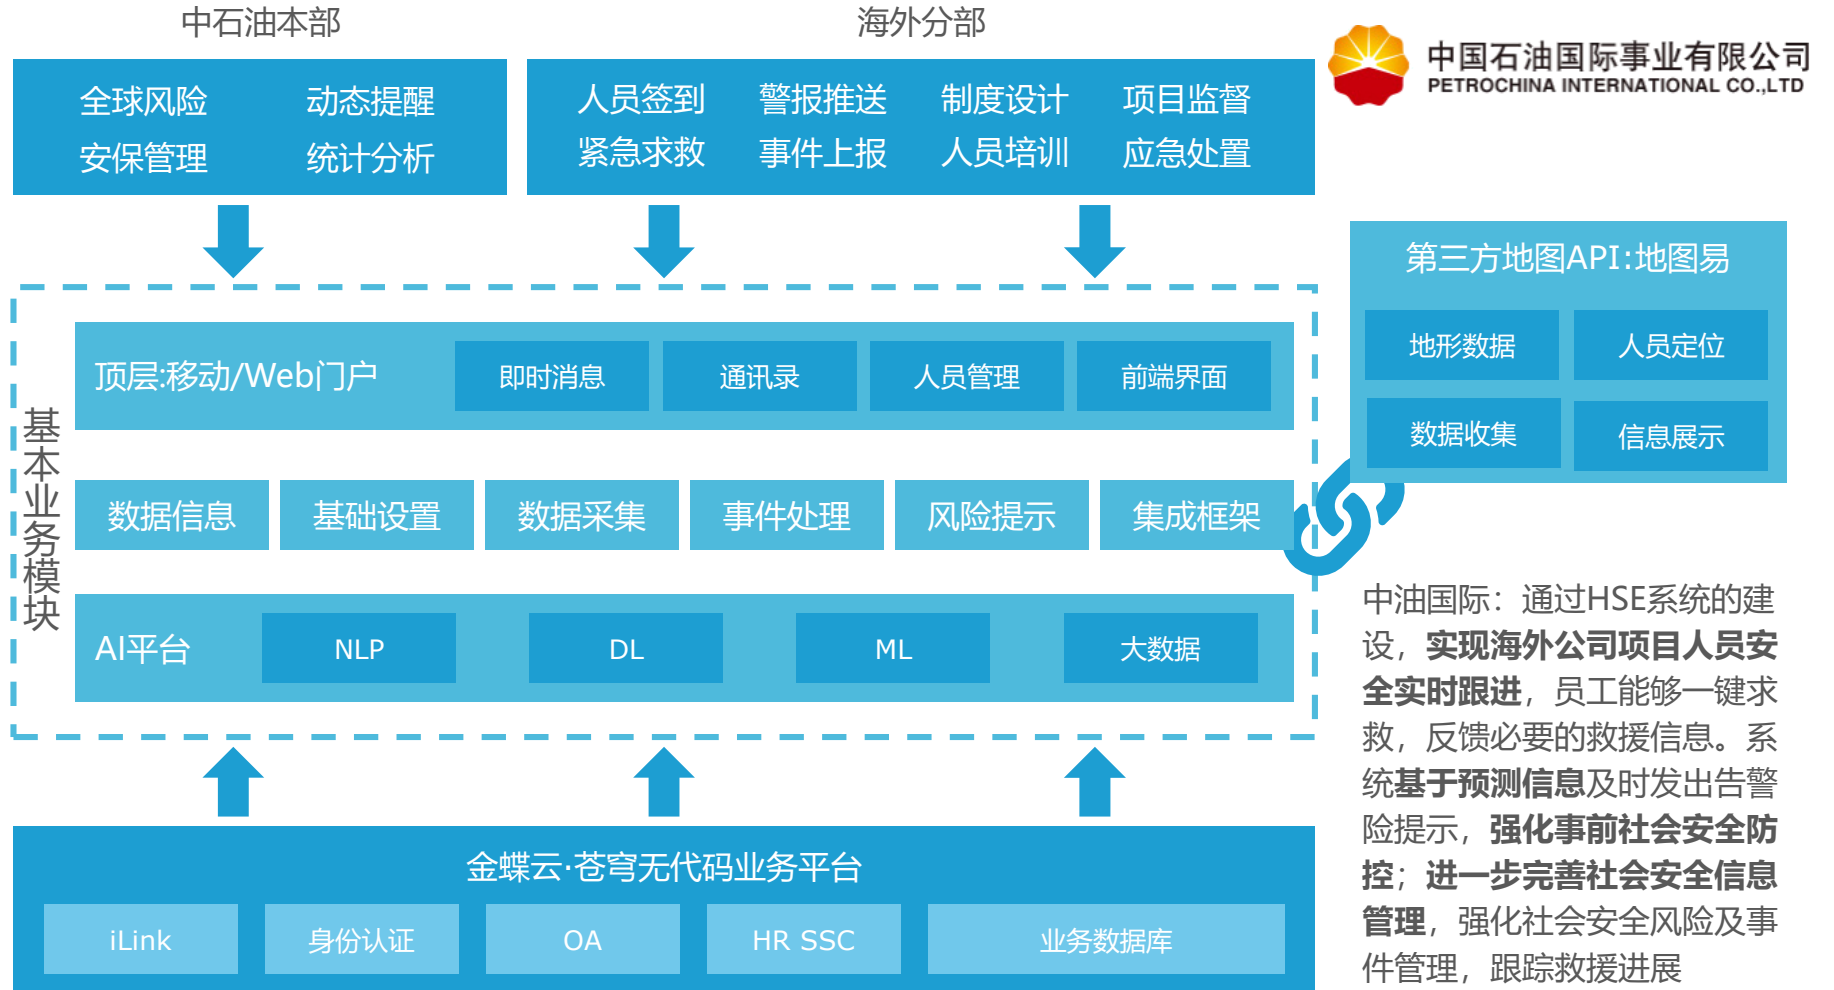 中石油本部
海外分部
中国石油国际事业有限公司
PETROCHINA INTERNATIONAL CO.,LTD
全球风险 动态提醒
安保管理 统计分析
人员签到 警报推送 制度设计 项目监督
紧急求救 事件上报 人员培训 应急处置
第三方地图API:地图易
地形数据 人员定位
数据收集 信息展示
基本业务模块
顶层:移动/Web门户 即时消息 通讯录 人员管理 前端界面
数据信息 基础设置 数据采集 事件处理 风险提示 集成框架
AI平台 NLP DL ML 大数据
金蝶云·苍穹无代码业务平台
iLink 身份认证 OA HR SSC 业务数据库
中油国际：通过HSE系统的建
设，实现海外公司项目人员安
全实时跟进，员工能够一键求
救，反馈必要的救援信息。系
统基于预测信息及时发出告警
险提示，强化事前社会安全防
控；进一步完善社会安全信息
管理，强化社会安全风险及事
件管理，跟踪救援进展